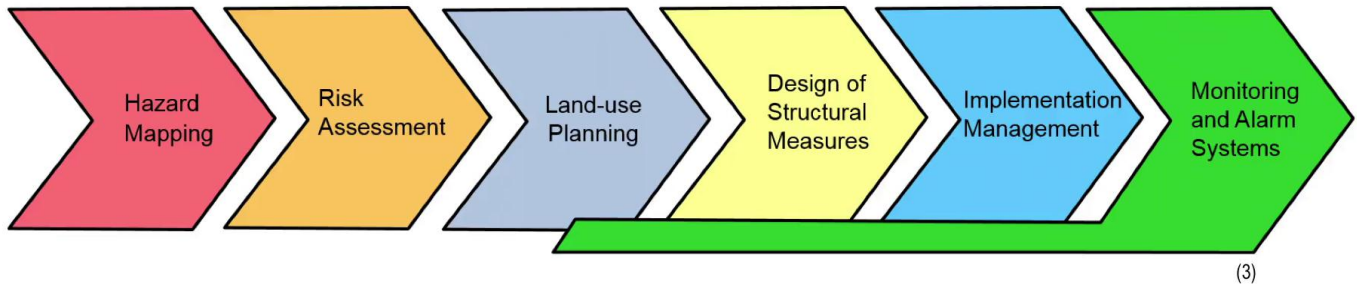 Hazard
Mapping
Risk
Assessment
Land-use
Planning
Design of
Structural
Measures
Implementation
Management
Monitoring
and Alarm
Systems
(3)